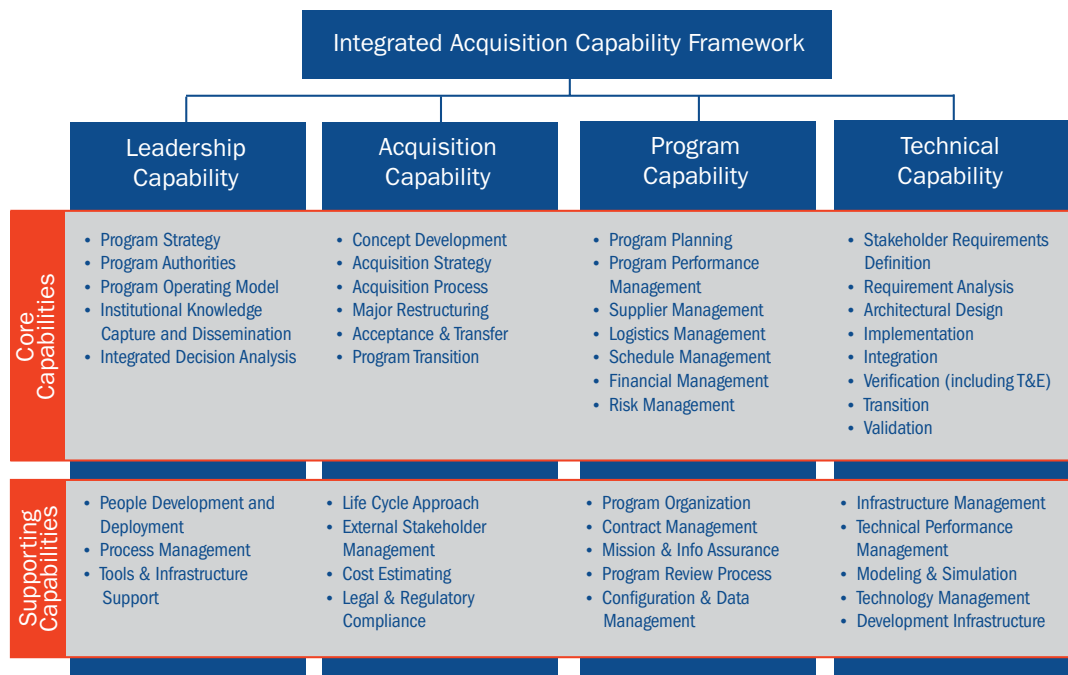 Integrated Acquisition Capability Framework
Leadership
Capability
Acquisition
Capability
Program
Capability
Technical
Capability
Core
Capabilities
• Program Strategy
• Program Authorities
• Program Operating Model
• Institutional Knowledge
Capture and Dissemination
• Integrated Decision Analysis
• Concept Development
• Acquisition Strategy
• Acquisition Process
• Major Restructuring
• Acceptance & Transfer
• Program Transition
• Program Planning
• Program Performance
Management
• Supplier Management
• Logistics Management
• Schedule Management
• Financial Management
• Risk Management
• Stakeholder Requirements
Definition
• Requirement Analysis
• Architectural Design
• Implementation
• Integration
• Verification (including T&E)
• Transition
• Validation
Supporting
Capabilities
• People Development and
Deployment
• Process Management
• Tools & Infrastructure
Support
• Life Cycle Approach
• External Stakeholder
Management
• Cost Estimating
• Legal & Regulatory
Compliance
• Program Organization
• Contract Management
• Mission & Info Assurance
• Program Review Process
• Configuration & Data
Management
• Infrastructure Management
• Technical Performance
Management
• Modeling & Simulation
• Technology Management
• Development Infrastructure